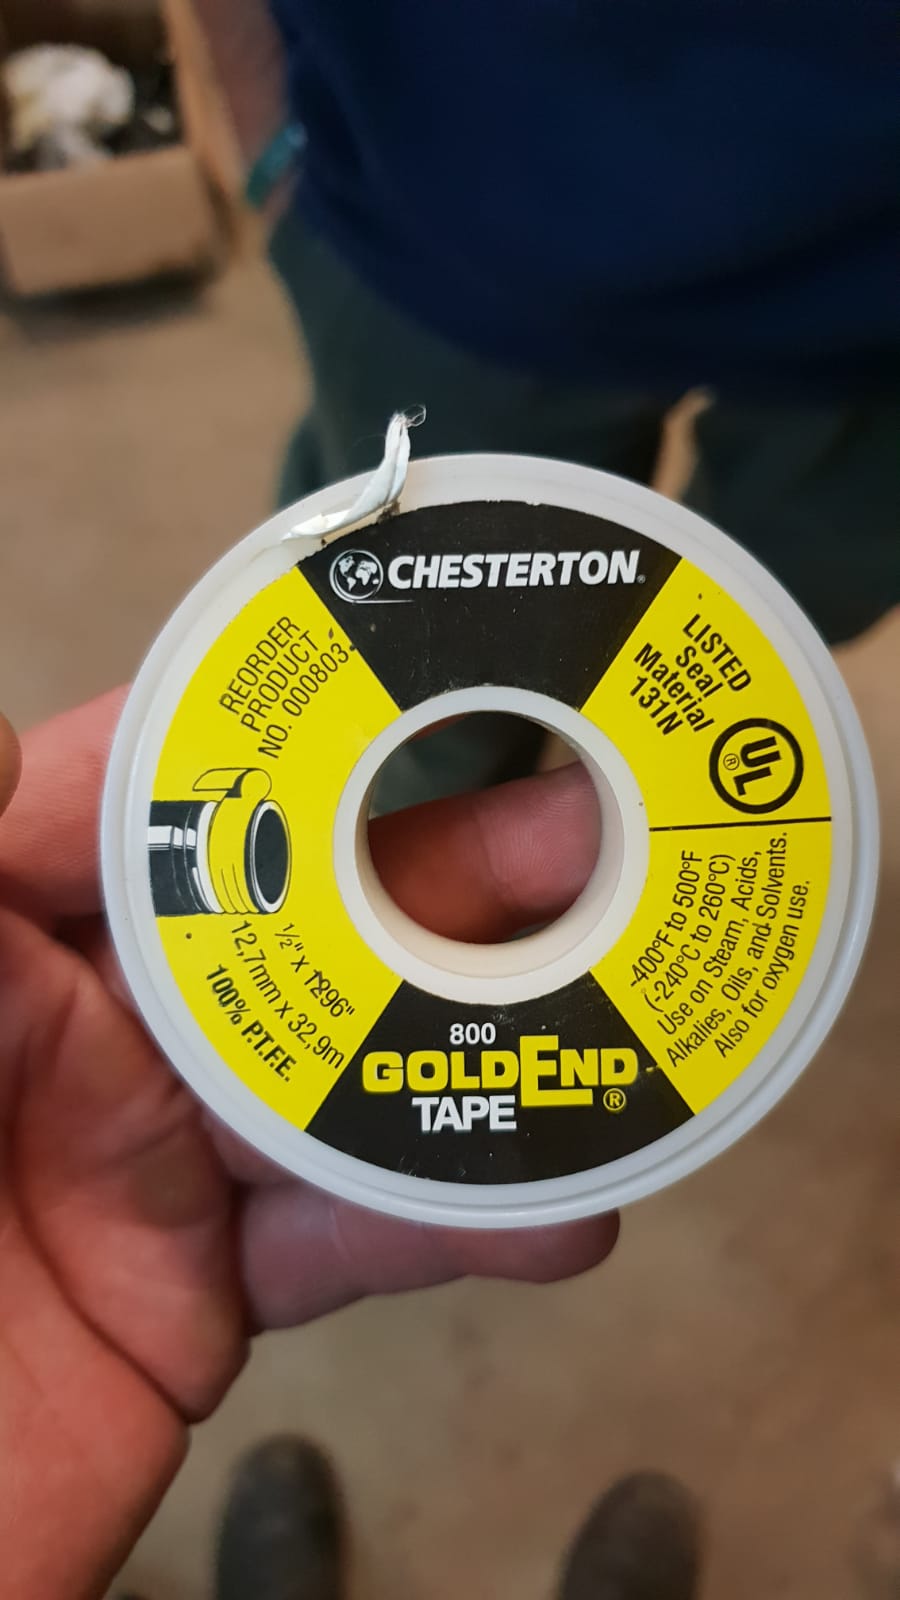 CHESTERTON®
REORDER
PRODUCT
NO. 000803
LISTED
Seal
Material
131N
UL®
-400°F to 500°F
(-240°C to 260°C)
Use on Steam, Acids,
Alkalies, Oils, and Solvents.
Also for oxygen use.
1/2" x 1296"
12,7mm x 32,9m
100% P.T.F.E.
800
GOLDEND
TAPE ®